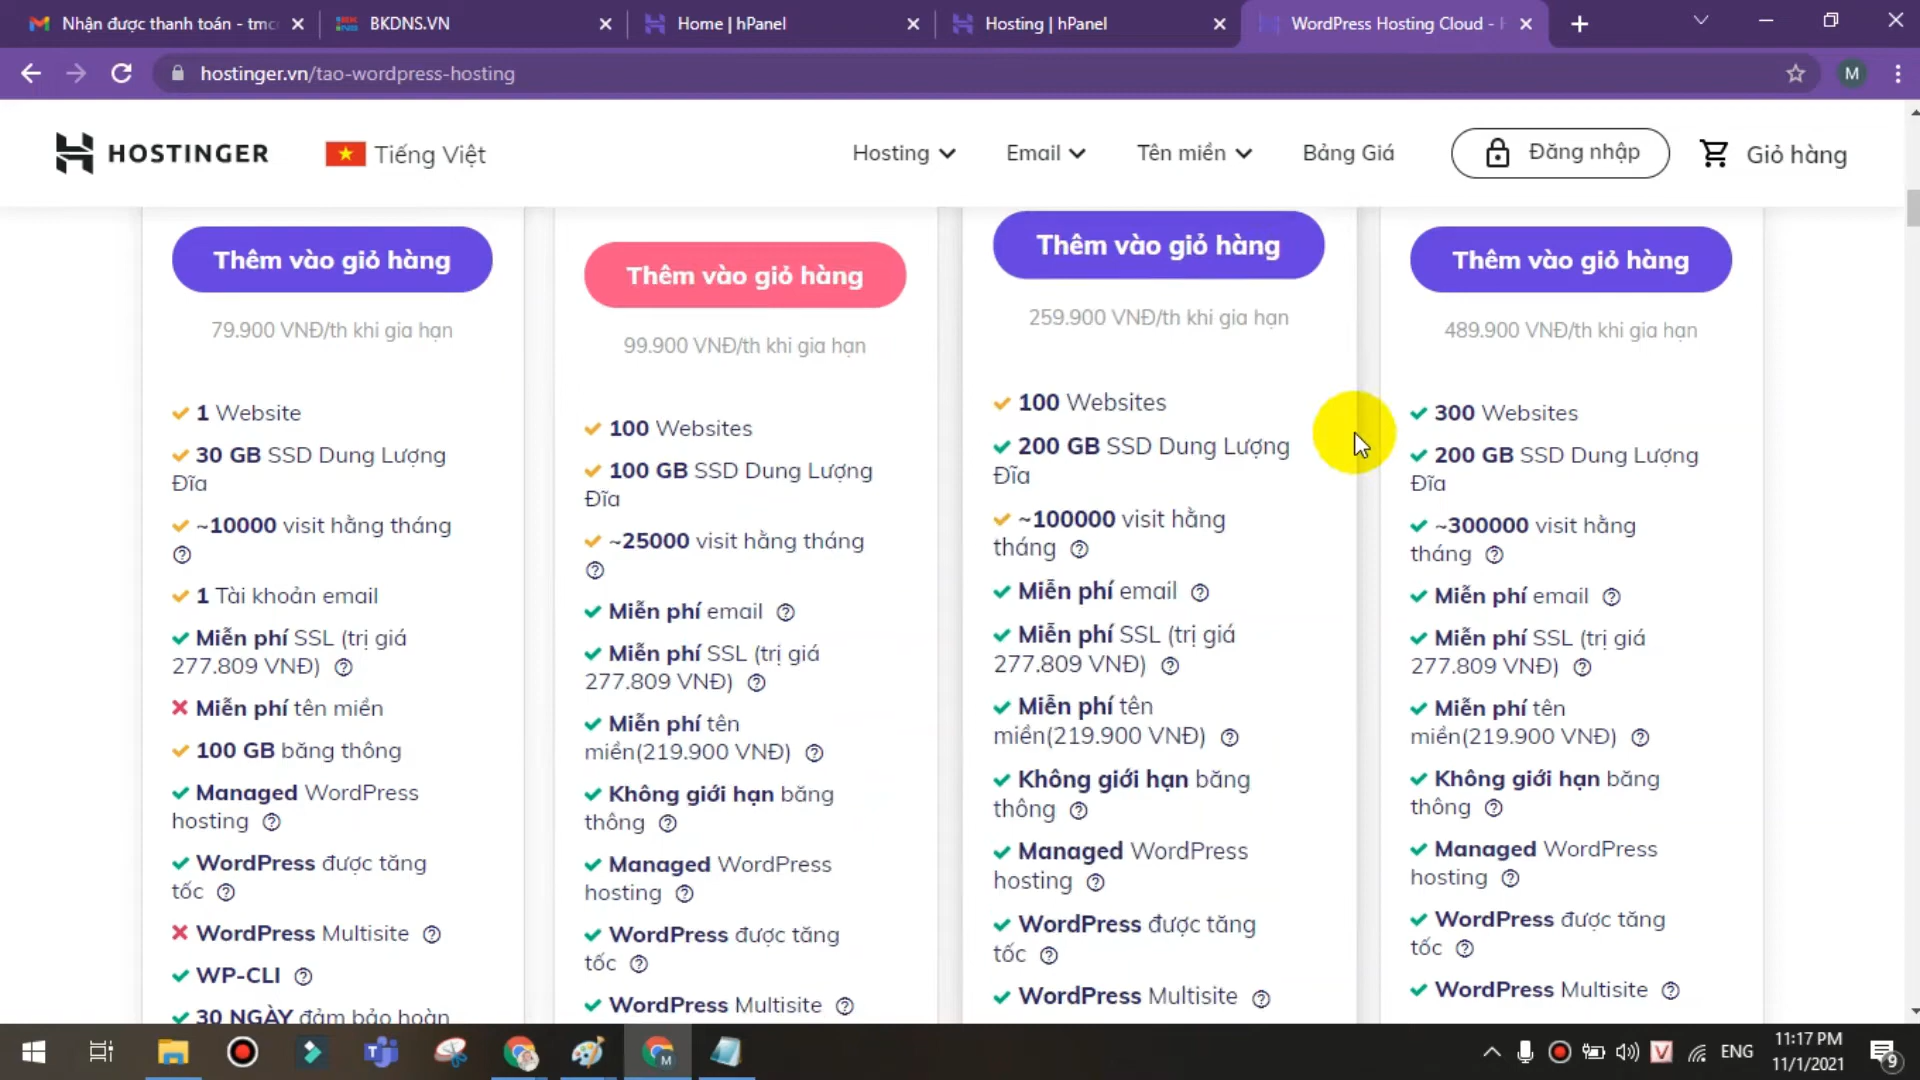 Nhận được thanh toán - tmc
BKDNS.VN
Home | hPanel
Hosting | hPanel
WordPress Hosting Cloud -
hostinger.vn/tao-wordpress-hosting
M
HOSTINGER
Tiếng Việt
Hosting
Email
Tên miền
Bảng Giá
Đăng nhập
Giỏ hàng
Thêm vào giỏ hàng
79.900 VNĐ/th khi gia hạn
1 Website
30 GB SSD Dung Lượng
Đĩa
~10000 visit hằng tháng
1 Tài khoản email
Miễn phí SSL (trị giá
277.809 VNĐ)
Miễn phí tên miền
100 GB băng thông
Managed WordPress
hosting
WordPress được tăng
tốc
WordPress Multisite
WP-CLI
30 NGÀY đảm bảo hoàn
Thêm vào giỏ hàng
99.900 VNĐ/th khi gia hạn
100 Websites
100 GB SSD Dung Lượng
Đĩa
~25000 visit hằng tháng
Miễn phí email
Miễn phí SSL (trị giá
277.809 VNĐ)
Miễn phí tên
miền(219.900 VNĐ)
Không giới hạn băng
thông
Managed WordPress
hosting
WordPress được tăng
tốc
WordPress Multisite
Thêm vào giỏ hàng
259.900 VNĐ/th khi gia hạn
100 Websites
200 GB SSD Dung Lượng
Đĩa
~100000 visit hằng
tháng
Miễn phí email
Miễn phí SSL (trị giá
277.809 VNĐ)
Miễn phí tên
miền(219.900 VNĐ)
Không giới hạn băng
thông
Managed WordPress
hosting
WordPress được tăng
tốc
WordPress Multisite
Thêm vào giỏ hàng
489.900 VNĐ/th khi gia hạn
300 Websites
200 GB SSD Dung Lượng
Đĩa
~300000 visit hằng
tháng
Miễn phí email
Miễn phí SSL (trị giá
277.809 VNĐ)
Miễn phí tên
miền(219.900 VNĐ)
Không giới hạn băng
thông
Managed WordPress
hosting
WordPress được tăng
tốc
WordPress Multisite
ENG
11:17 PM
11/1/2021
9